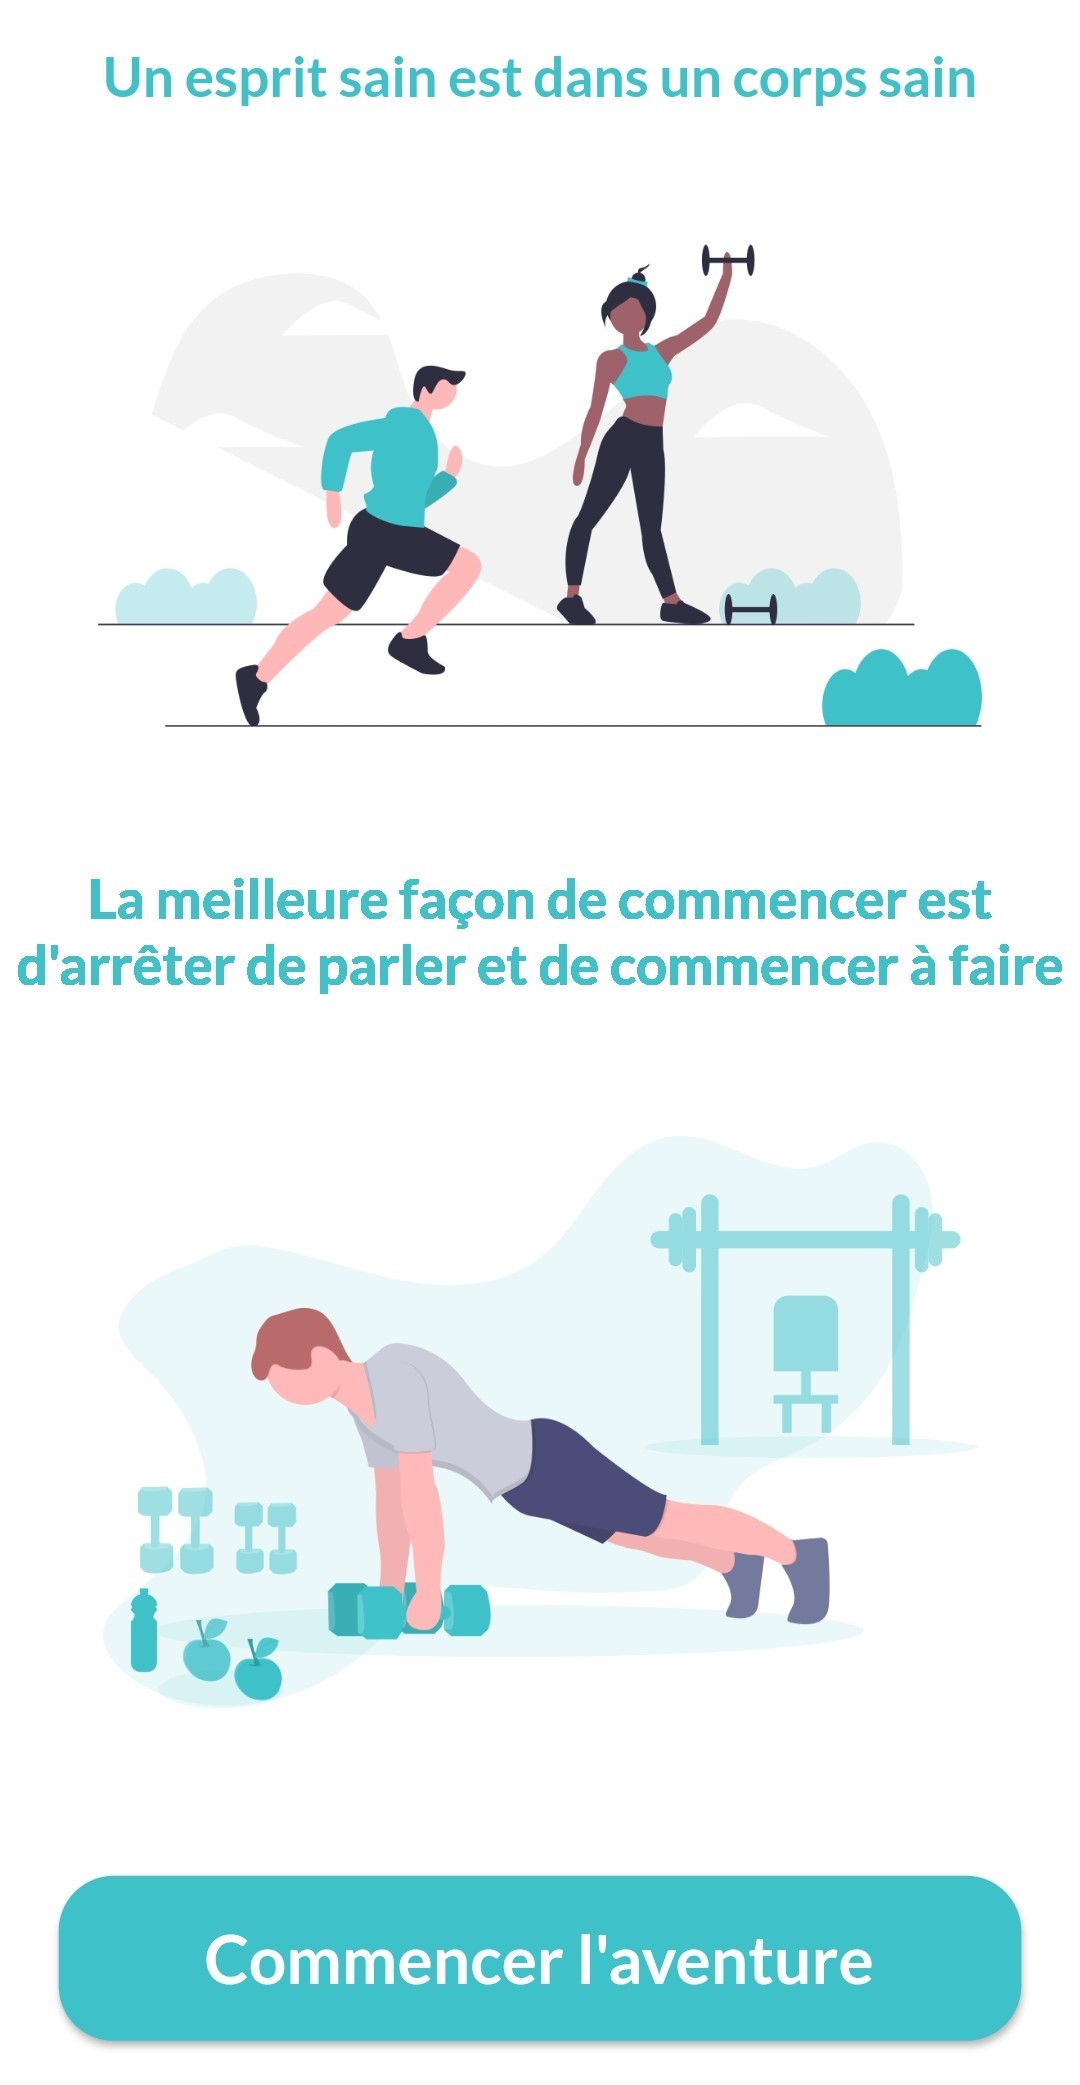 Un esprit sain est dans un corps sain
La meilleure façon de commencer est
d'arrêter de parler et de commencer à faire
Commencer l'aventure